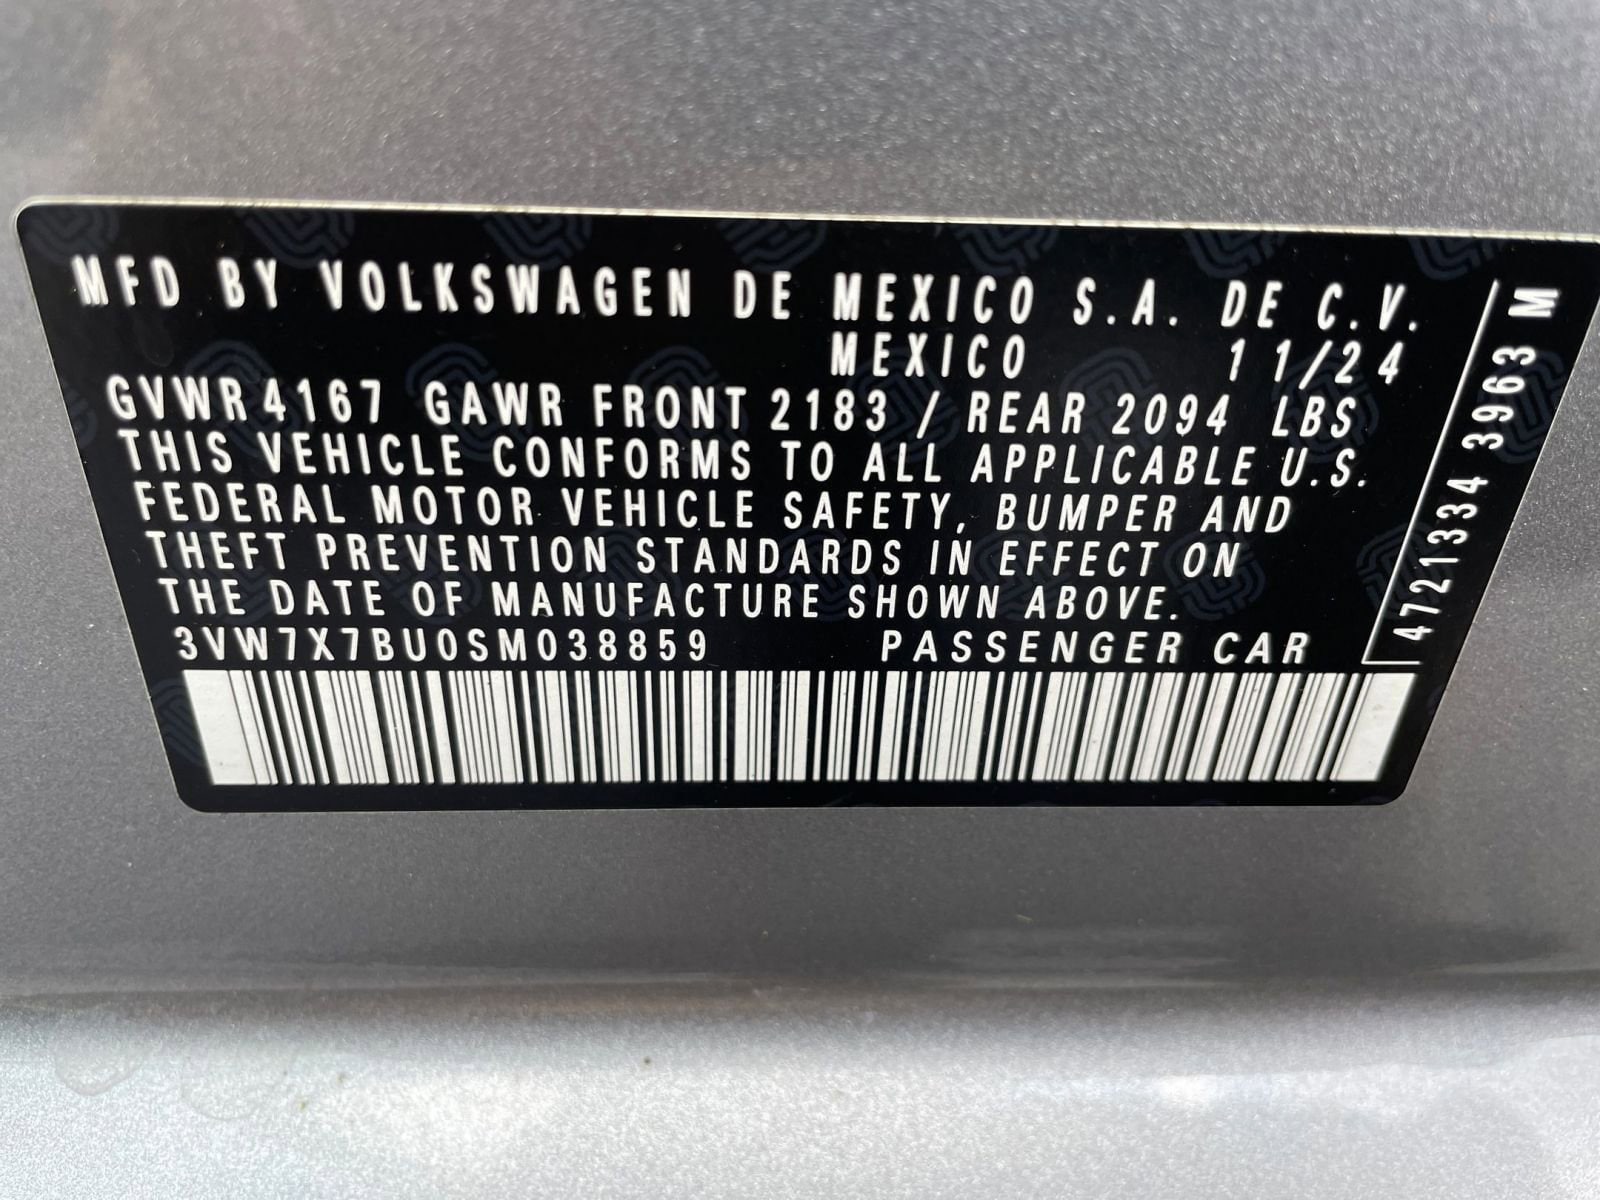 MFD BY VOLKSWAGEN DE MEXICO S.A. DE C.V.
MEXICO 11/24
GVWR 4167 GAWR FRONT 2183 / REAR 2094 LBS
THIS VEHICLE CONFORMS TO ALL APPLICABLE U.S.
FEDERAL MOTOR VEHICLE SAFETY, BUMPER AND
THEFT PREVENTION STANDARDS IN EFFECT ON
THE DATE OF MANUFACTURE SHOWN ABOVE.
3VW7X7BU0SM038859 PASSENGER CAR
4721334 3963 M